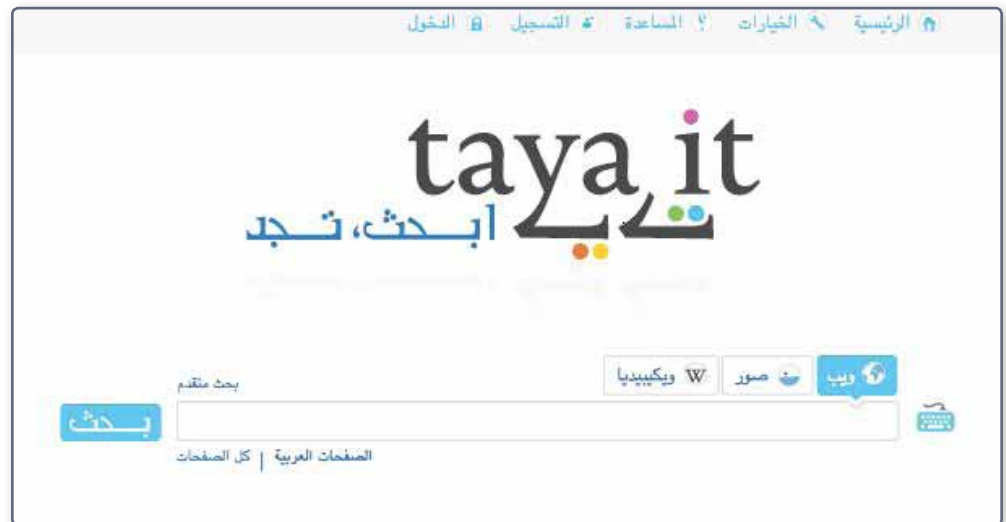 الرئيسية الخيارات المساعدة التسجيل الدخول
taya it
ابحث، تجد
ويب صور W ويكيبيديا
بحث متقدم
بحث
الصفحات العربية | كل الصفحات